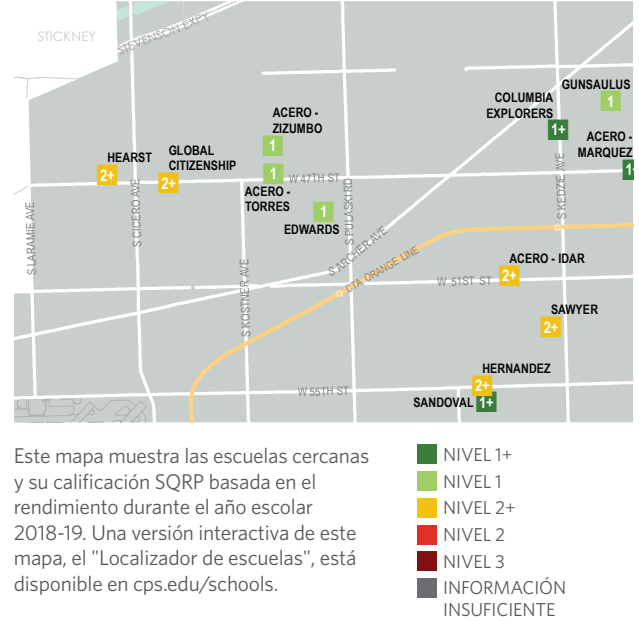 STICKNEY
STEVENSON EXPY
GUNSAULUS
1
COLUMBIA
EXPLORERS
1+
ACERO -
ZIZUMBO
1
ACERO -
MARQUEZ
HEARST
2+
GLOBAL
CITIZENSHIP
2+
1
W 47TH ST
ACERO -
TORRES
1
EDWARDS
S LARAMIE AVE
S CICERO AVE
S KOSTNER AVE
S PULASKI RD
S ARCHER AVE
S KEDZIE AVE
CTA ORANGE LINE
ACERO - IDAR
2+
W 51ST ST
SAWYER
2+
HERNANDEZ
2+
W 55TH ST
SANDOVAL
1+
Este mapa muestra las escuelas cercanas
y su calificación SQRP basada en el
rendimiento durante el año escolar
2018-19. Una versión interactiva de este
mapa, el "Localizador de escuelas", está
disponible en cps.edu/schools.
NIVEL 1+
NIVEL 1
NIVEL 2+
NIVEL 2
NIVEL 3
INFORMACIÓN
INSUFICIENTE